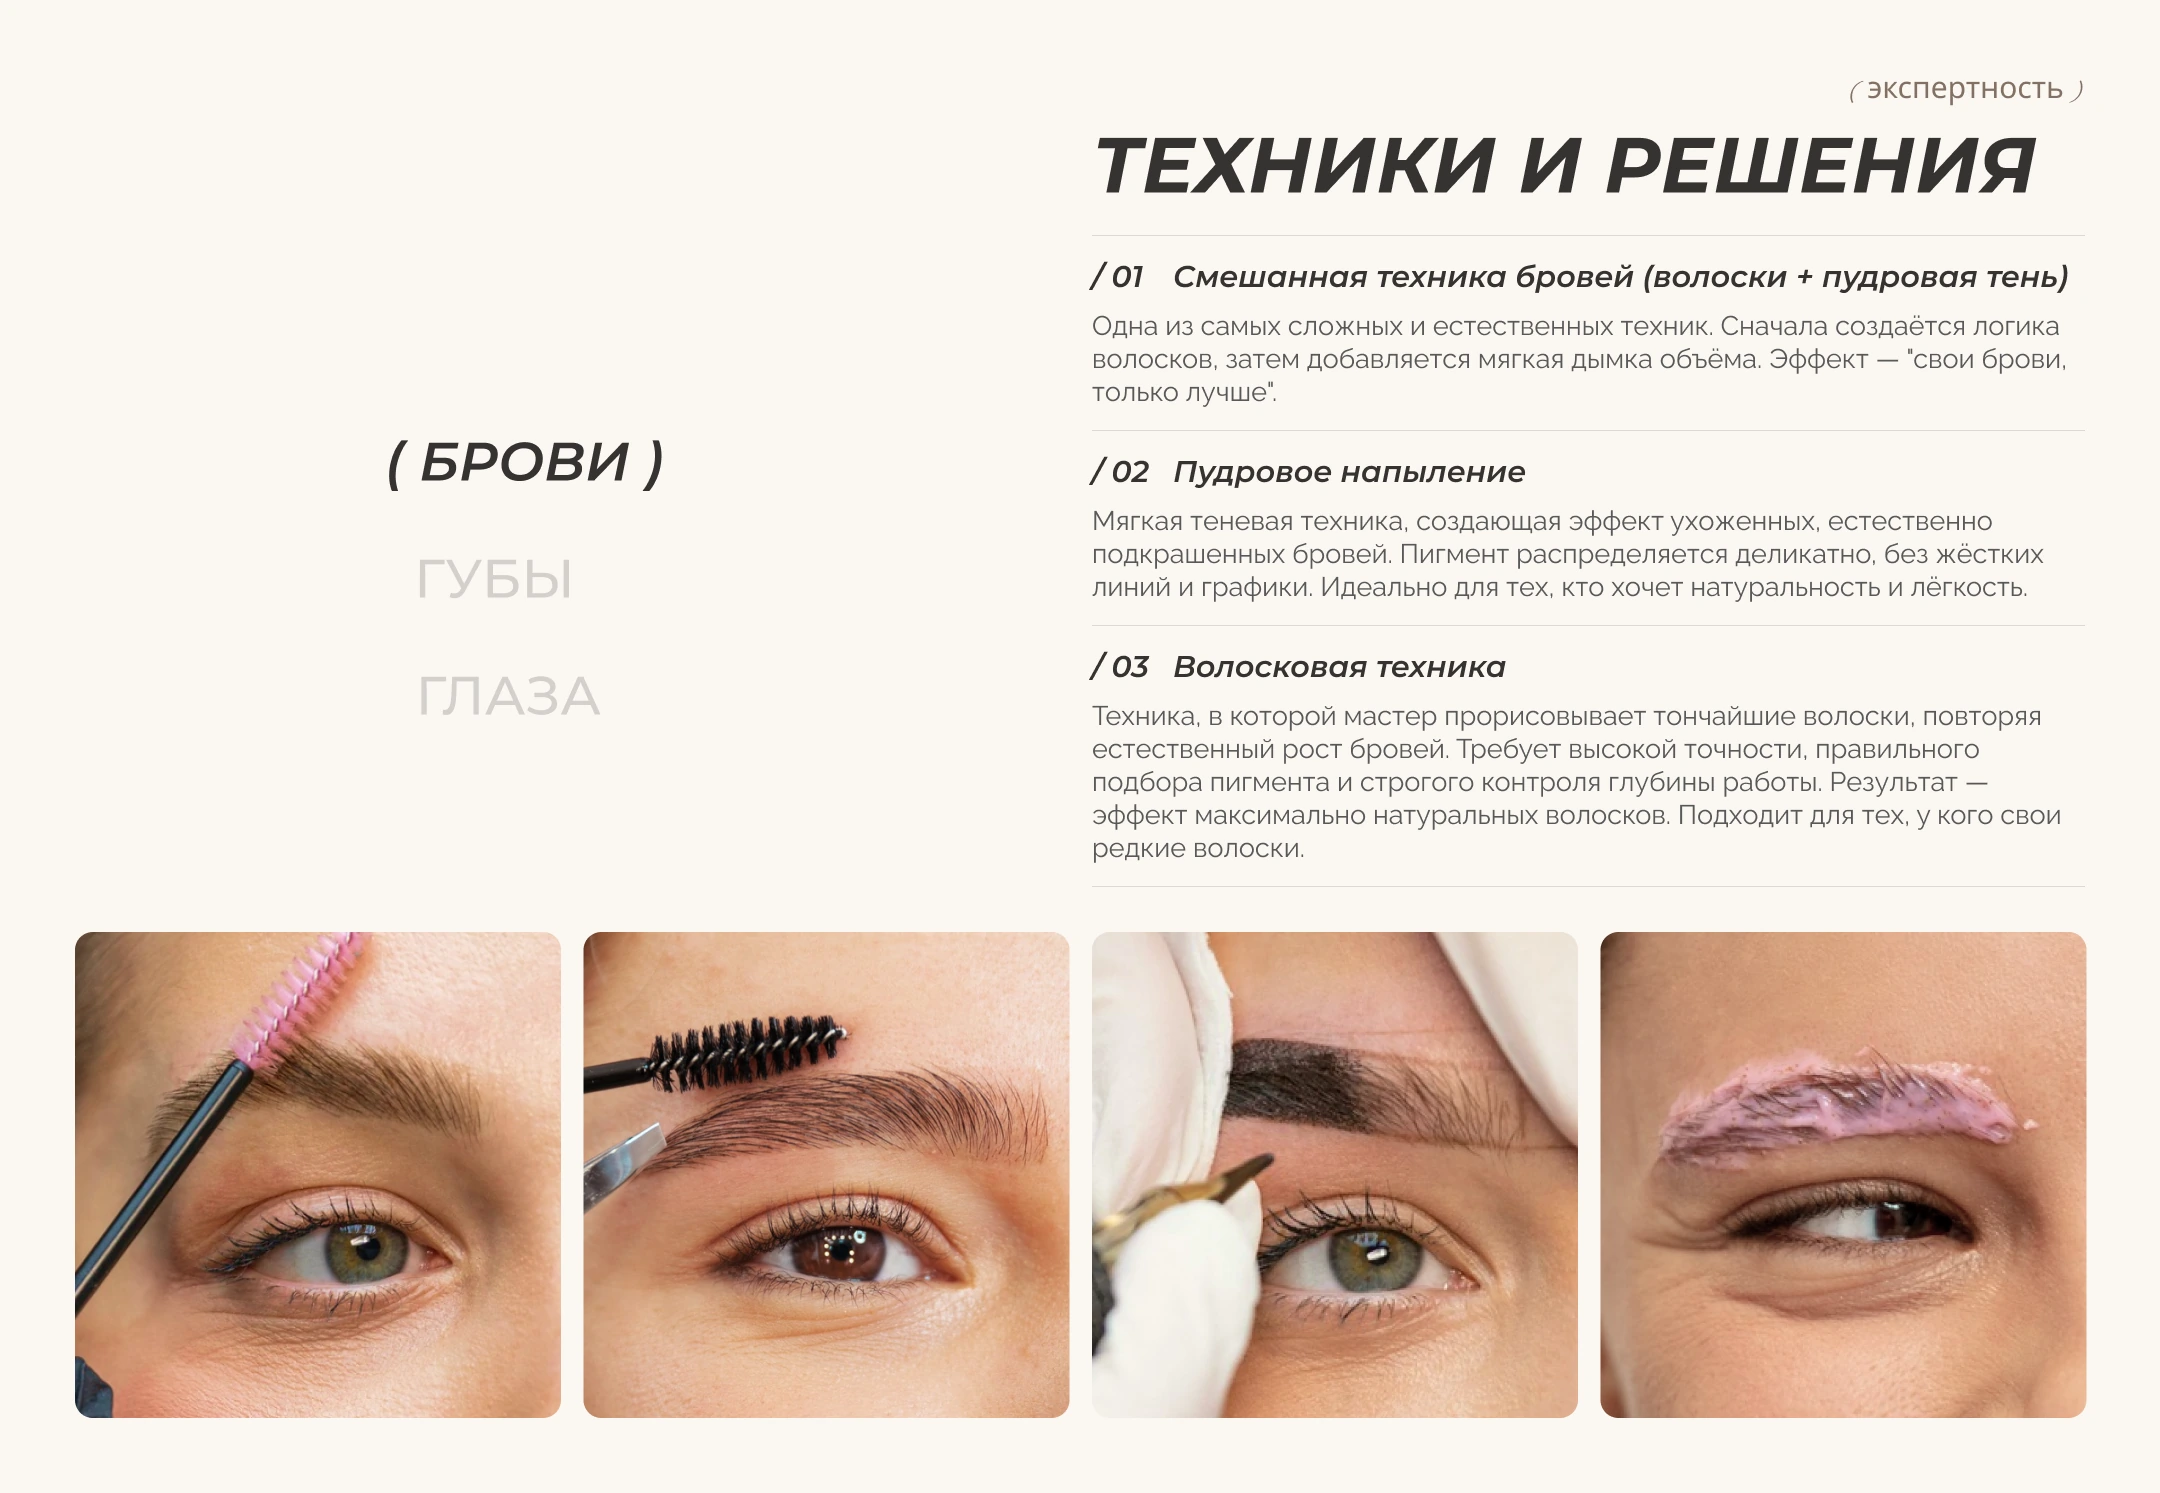 ( экспертность )
ТЕХНИКИ И РЕШЕНИЯ
/ 01 Смешанная техника бровей (волоски + пудровая тень)
Одна из самых сложных и естественных техник. Сначала создаётся логика
волосков, затем добавляется мягкая дымка объёма. Эффект — "свои брови,
только лучше".
( БРОВИ )
ГУБЫ
ГЛАЗА
/ 02 Пудровое напыление
Мягкая теневая техника, создающая эффект ухоженных, естественно
подкрашенных бровей. Пигмент распределяется деликатно, без жёстких
линий и графики. Идеально для тех, кто хочет натуральность и лёгкость.
/ 03 Волосковая техника
Техника, в которой мастер прорисовывает тончайшие волоски, повторяя
естественный рост бровей. Требует высокой точности, правильного
подбора пигмента и строгого контроля глубины работы. Результат —
эффект максимально натуральных волосков. Подходит для тех, у кого свои
редкие волоски.